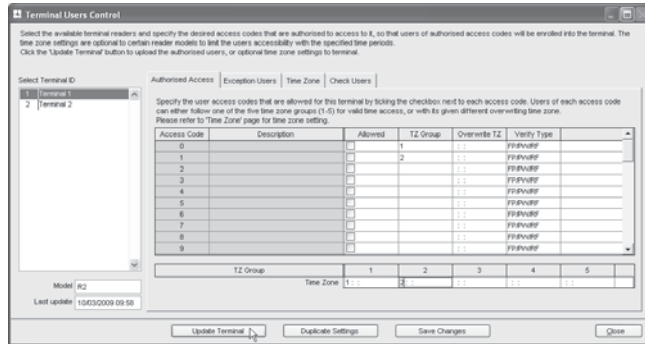 Terminal Users Control
Select the available terminal readers and specify the desired access codes that are authorised to access to it, so that users of authorised access codes will be enrolled into the terminal. The
time zone settings are optional to certain reader models to limit the users accessibility with the specified time periods.
Click the 'Update Terminal' button to upload the authorised users, or optional time zone settings to terminal.
Select Terminal ID
1 Terminal 1
2 Terminal 2
Authorised Access Exception Users Time Zone Check Users
Specify the user access codes that are allowed for this terminal by ticking the checkbox next to each access code. Users of each access code
can either follow one of the five time zone groups (1-5) for valid time access, or with its given different overwriting time zone.
Please refer to 'Time Zone' page for time zone setting.
Access Code Description Allowed TZ Group Overwrite TZ Verify Type
0 1 : : FP/PW/RF
1 2 : : FP/PW/RF
2 : : FP/PW/RF
3 : : FP/PW/RF
4 : : FP/PW/RF
5 : : FP/PW/RF
6 : : FP/PW/RF
7 : : FP/PW/RF
8 : : FP/PW/RF
9 : : FP/PW/RF
TZ Group 1 2 3 4 5
Time Zone 1 : : 2 : : : : : : : :
Model R2
Last update 10/03/2009 09:58
Update Terminal Duplicate Settings Save Changes Close